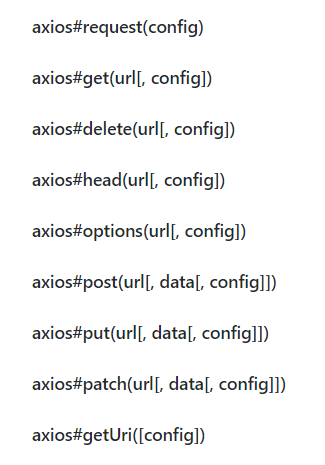 axios#request(config)
axios#get(url[, config])
axios#delete(url[, config])
axios#head(url[, config])
axios#options(url[, config])
axios#post(url[, data[, config]])
axios#put(url[, data[, config]])
axios#patch(url[, data[, config]])
axios#getUri([config])